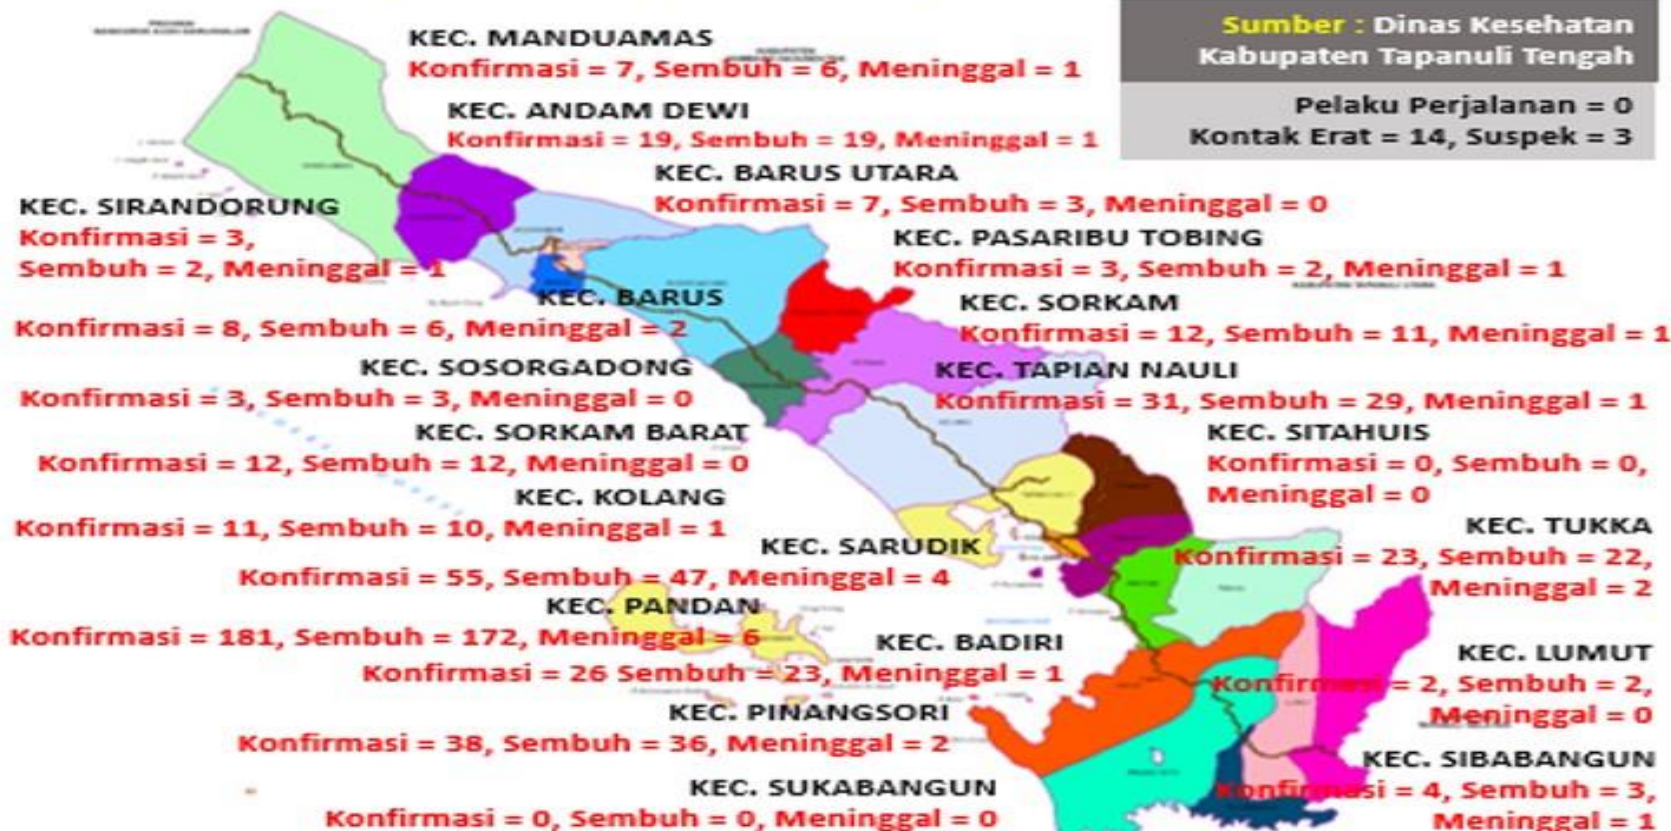 Sumber : Dinas Kesehatan
Kabupaten Tapanuli Tengah
Pelaku Perjalanan = 0
Kontak Erat = 14, Suspek = 3
KEC. MANDUAMAS
Konfirmasi = 7, Sembuh = 6, Meninggal = 1
KEC. ANDAM DEWI
Konfirmasi = 19, Sembuh = 19, Meninggal = 1
KEC. BARUS UTARA
Konfirmasi = 7, Sembuh = 3, Meninggal = 0
KEC. SIRANDORUNG
Konfirmasi = 3,
Sembuh = 2, Meninggal = 1
KEC. PASARIBU TOBING
Konfirmasi = 3, Sembuh = 2, Meninggal = 1
KEC. BARUS
Konfirmasi = 8, Sembuh = 6, Meninggal = 2
KEC. SORKAM
Konfirmasi = 12, Sembuh = 11, Meninggal = 1
KEC. SOSORGADONG
Konfirmasi = 3, Sembuh = 3, Meninggal = 0
KEC. TAPIAN NAULI
Konfirmasi = 31, Sembuh = 29, Meninggal = 1
KEC. SORKAM BARAT
Konfirmasi = 12, Sembuh = 12, Meninggal = 0
KEC. SITAHUIS
Konfirmasi = 0, Sembuh = 0,
Meninggal = 0
KEC. KOLANG
Konfirmasi = 11, Sembuh = 10, Meninggal = 1
KEC. TUKKA
Konfirmasi = 23, Sembuh = 22,
Meninggal = 2
KEC. SARUDIK
Konfirmasi = 55, Sembuh = 47, Meninggal = 4
KEC. PANDAN
Konfirmasi = 181, Sembuh = 172, Meninggal = 6
KEC. BADIRI
Konfirmasi = 26 Sembuh = 23, Meninggal = 1
KEC. LUMUT
Konfirmasi = 2, Sembuh = 2,
Meninggal = 0
KEC. PINANGSORI
Konfirmasi = 38, Sembuh = 36, Meninggal = 2
KEC. SIBABANGUN
Konfirmasi = 4, Sembuh = 3,
Meninggal = 1
KEC. SUKABANGUN
Konfirmasi = 0, Sembuh = 0, Meninggal = 0